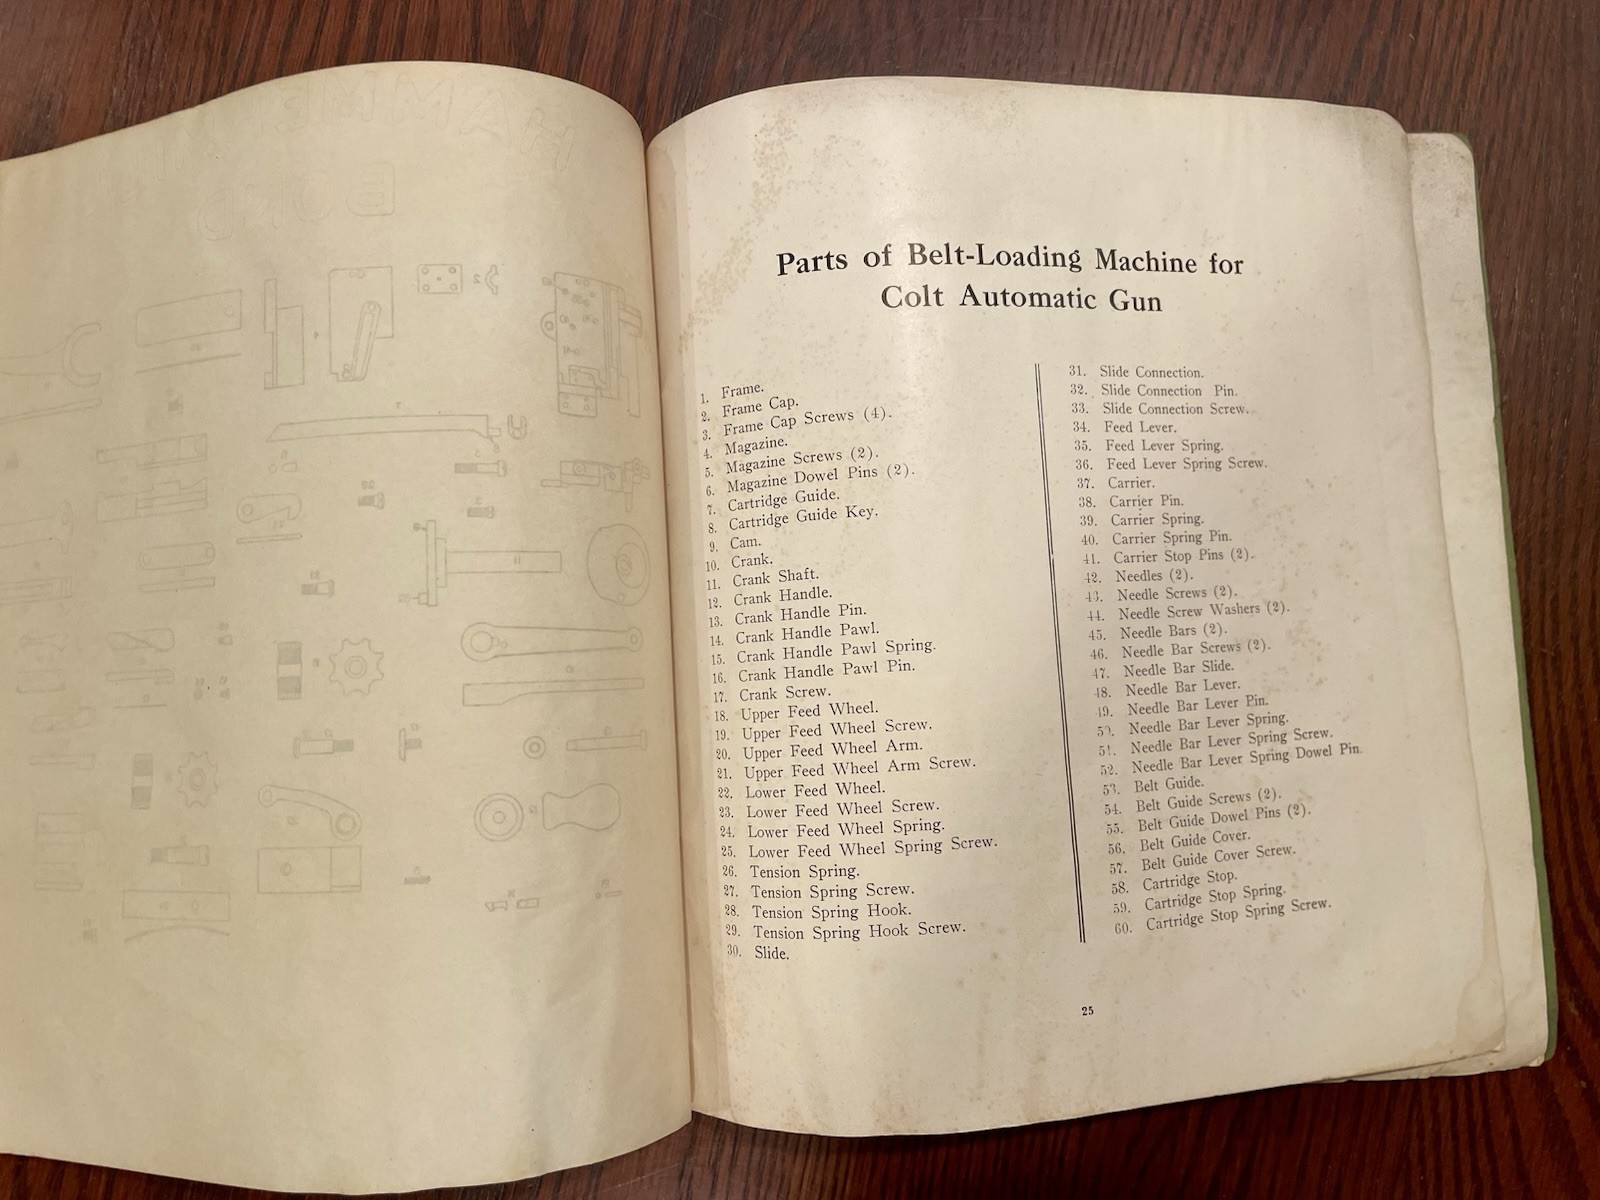 Parts of Belt-Loading Machine for
Colt Automatic Gun
1. Frame.
2. Frame Cap.
3. Frame Cap Screws (4).
4. Magazine.
5. Magazine Screws (2).
6. Magazine Dowel Pins (2).
7. Cartridge Guide.
8. Cartridge Guide Key.
9. Cam.
10. Crank.
11. Crank Shaft.
12. Crank Handle.
13. Crank Handle Pin.
14. Crank Handle Pawl.
15. Crank Handle Pawl Spring.
16. Crank Handle Pawl Pin.
17. Crank Screw.
18. Upper Feed Wheel.
19. Upper Feed Wheel Screw.
20. Upper Feed Wheel Arm.
21. Upper Feed Wheel Arm Screw.
22. Lower Feed Wheel.
23. Lower Feed Wheel Screw.
24. Lower Feed Wheel Spring.
25. Lower Feed Wheel Spring Screw.
26. Tension Spring.
27. Tension Spring Screw.
28. Tension Spring Hook.
29. Tension Spring Hook Screw.
30. Slide.
31. Slide Connection.
32. Slide Connection Pin.
33. Slide Connection Screw.
34. Feed Lever.
35. Feed Lever Spring.
36. Feed Lever Spring Screw.
37. Carrier.
38. Carrier Pin.
39. Carrier Spring.
40. Carrier Spring Pin.
41. Carrier Stop Pins (2).
42. Needles (2).
43. Needle Screws (2).
44. Needle Screw Washers (2).
45. Needle Bars (2).
46. Needle Bar Screws (2).
47. Needle Bar Slide.
48. Needle Bar Lever.
49. Needle Bar Lever Pin.
50. Needle Bar Lever Spring.
51. Needle Bar Lever Spring Screw.
52. Needle Bar Lever Spring Dowel Pin.
53. Belt Guide.
54. Belt Guide Screws (2).
55. Belt Guide Dowel Pins (2).
56. Belt Guide Cover.
57. Belt Guide Cover Screw.
58. Cartridge Stop.
59. Cartridge Stop Spring.
60. Cartridge Stop Spring Screw.
25